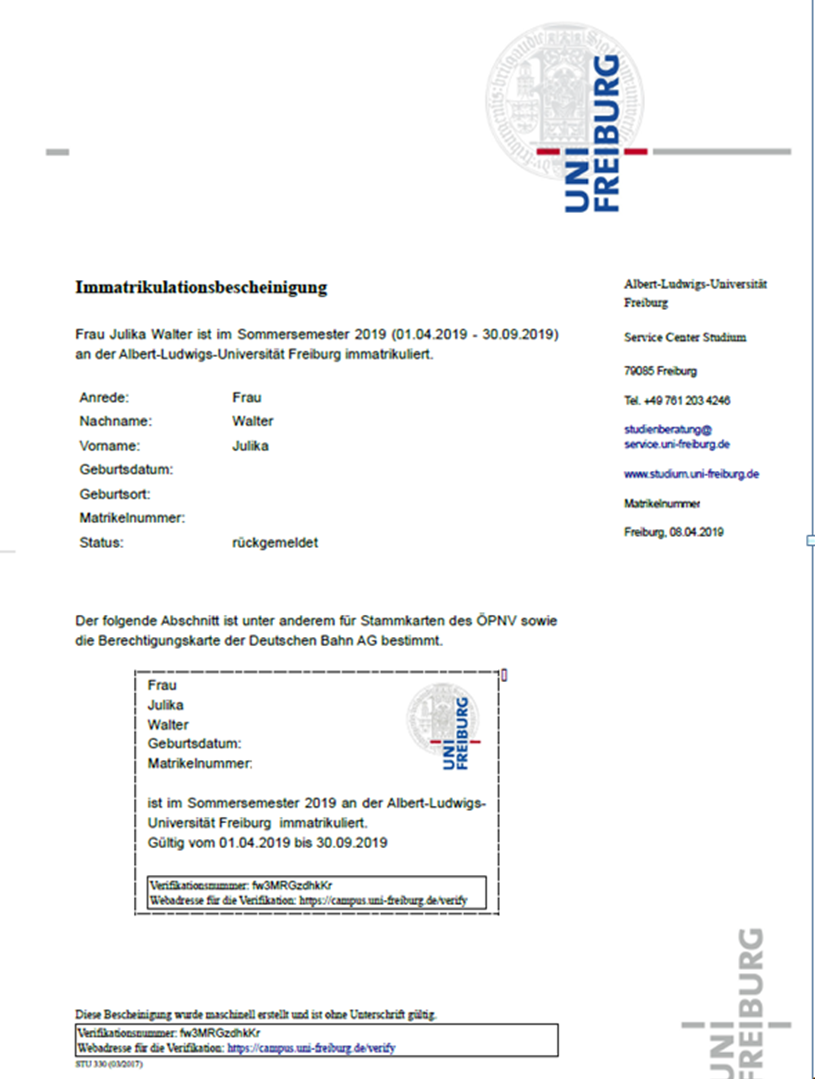 UNI
FREIBURG
Immatrikulationsbescheinigung
Frau Julika Walter ist im Sommersemester 2019 (01.04.2019 - 30.09.2019)
an der Albert-Ludwigs-Universität Freiburg immatrikuliert.
Anrede: Frau
Nachname: Walter
Vorname: Julika
Geburtsdatum:
Geburtsort:
Matrikelnummer:
Status: rückgemeldet
Albert-Ludwigs-Universität
Freiburg
Service Center Studium
79085 Freiburg
Tel. +49 761 203 4246
studienberatung@
service.uni-freiburg.de
www.studium.uni-freiburg.de
Matrikelnummer
Freiburg, 08.04.2019
Der folgende Abschnitt ist unter anderem für Stammkarten des ÖPNV sowie
die Berechtigungskarte der Deutschen Bahn AG bestimmt.
Frau
Julika
Walter
Geburtsdatum:
Matrikelnummer:
UNI
FREIBURG
ist im Sommersemester 2019 an der Albert-Ludwigs-
Universität Freiburg immatrikuliert.
Gültig vom 01.04.2019 bis 30.09.2019
Verifikationsnummer: fw3MRGzdhkKr
Webadresse für die Verifikation: https://campus.uni-freiburg.de/verify
Diese Bescheinigung wurde maschinell erstellt und ist ohne Unterschrift gültig.
Verifikationsnummer: fw3MRGzdhkKr
Webadresse für die Verifikation: https://campus.uni-freiburg.de/verify
STU 330 (03/2017)
UNI
FREIBURG